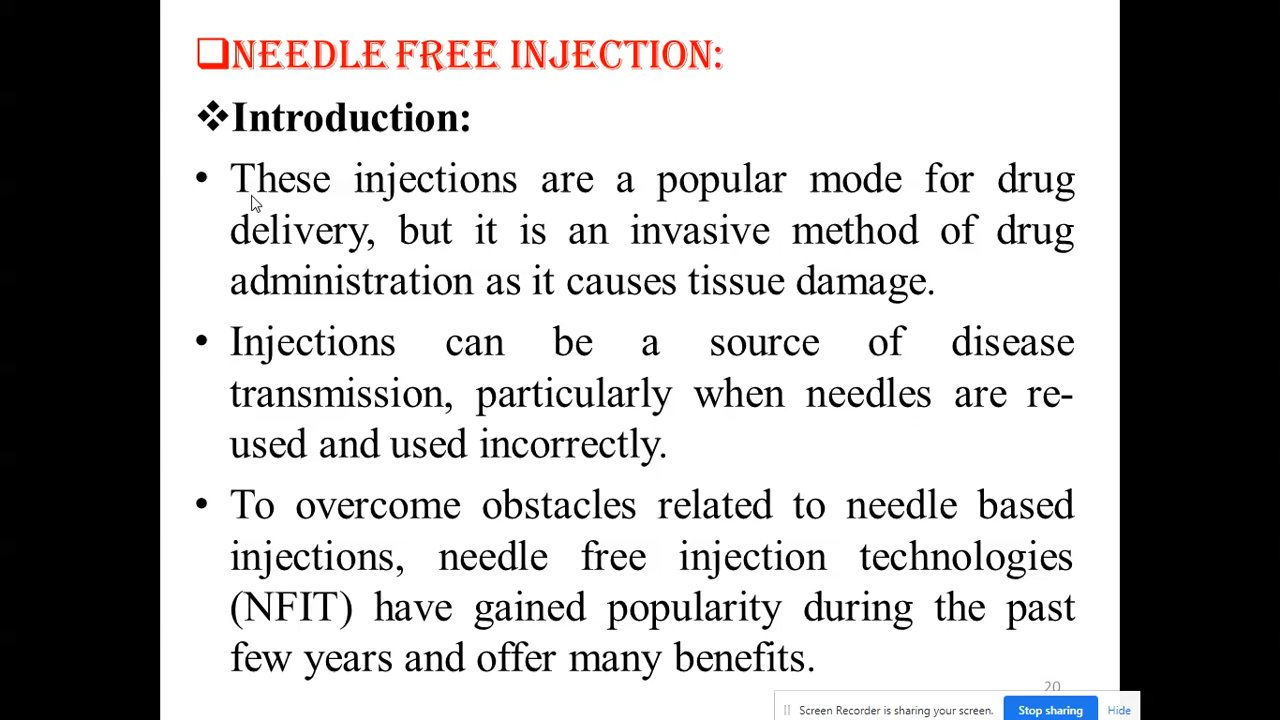 NEEDLE FREE INJECTION:
Introduction:
• These injections are a popular mode for drug
delivery, but it is an invasive method of drug
administration as it causes tissue damage.
• Injections can be a source of disease
transmission, particularly when needles are re-
used and used incorrectly.
• To overcome obstacles related to needle based
injections, needle free injection technologies
(NFIT) have gained popularity during the past
few years and offer many benefits.
20
Screen Recorder is sharing your screen. Stop sharing Hide